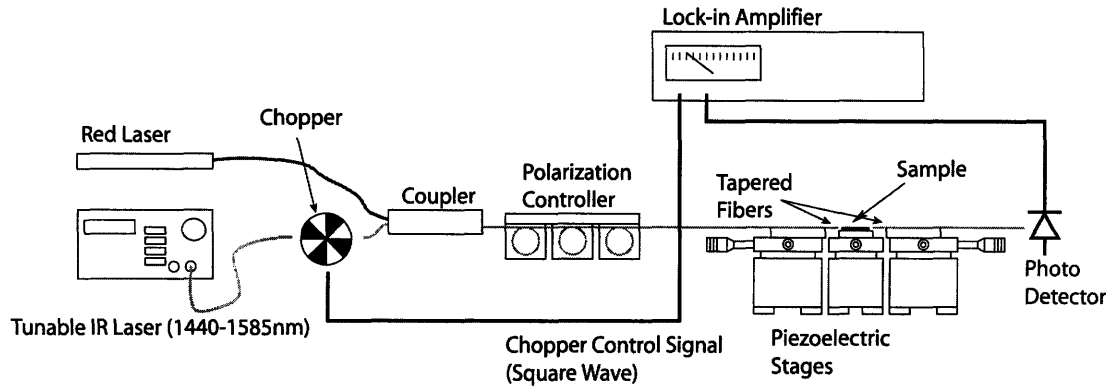 Lock-in Amplifier
Chopper
Red Laser
Coupler
Polarization
Controller
Tapered
Fibers
Sample
Photo
Detector
Tunable IR Laser (1440-1585nm)
Chopper Control Signal
(Square Wave)
Piezoelectric
Stages